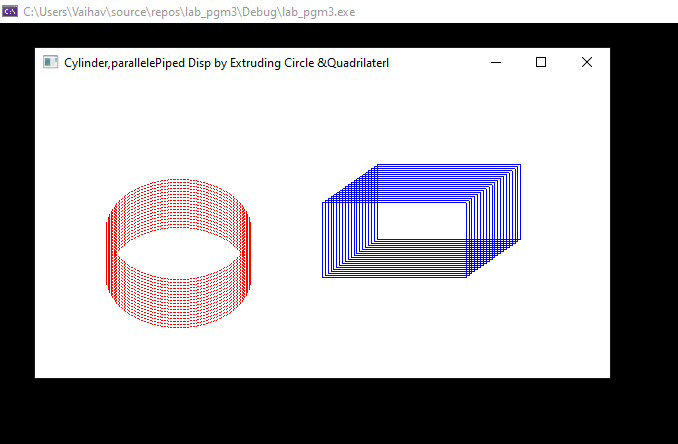 C:\Users\Vaihav\source\repos\lab_pgm3\Debug\lab_pgm3.exe
Cylinder,parallelePiped Disp by Extruding Circle &Quadrilaterl